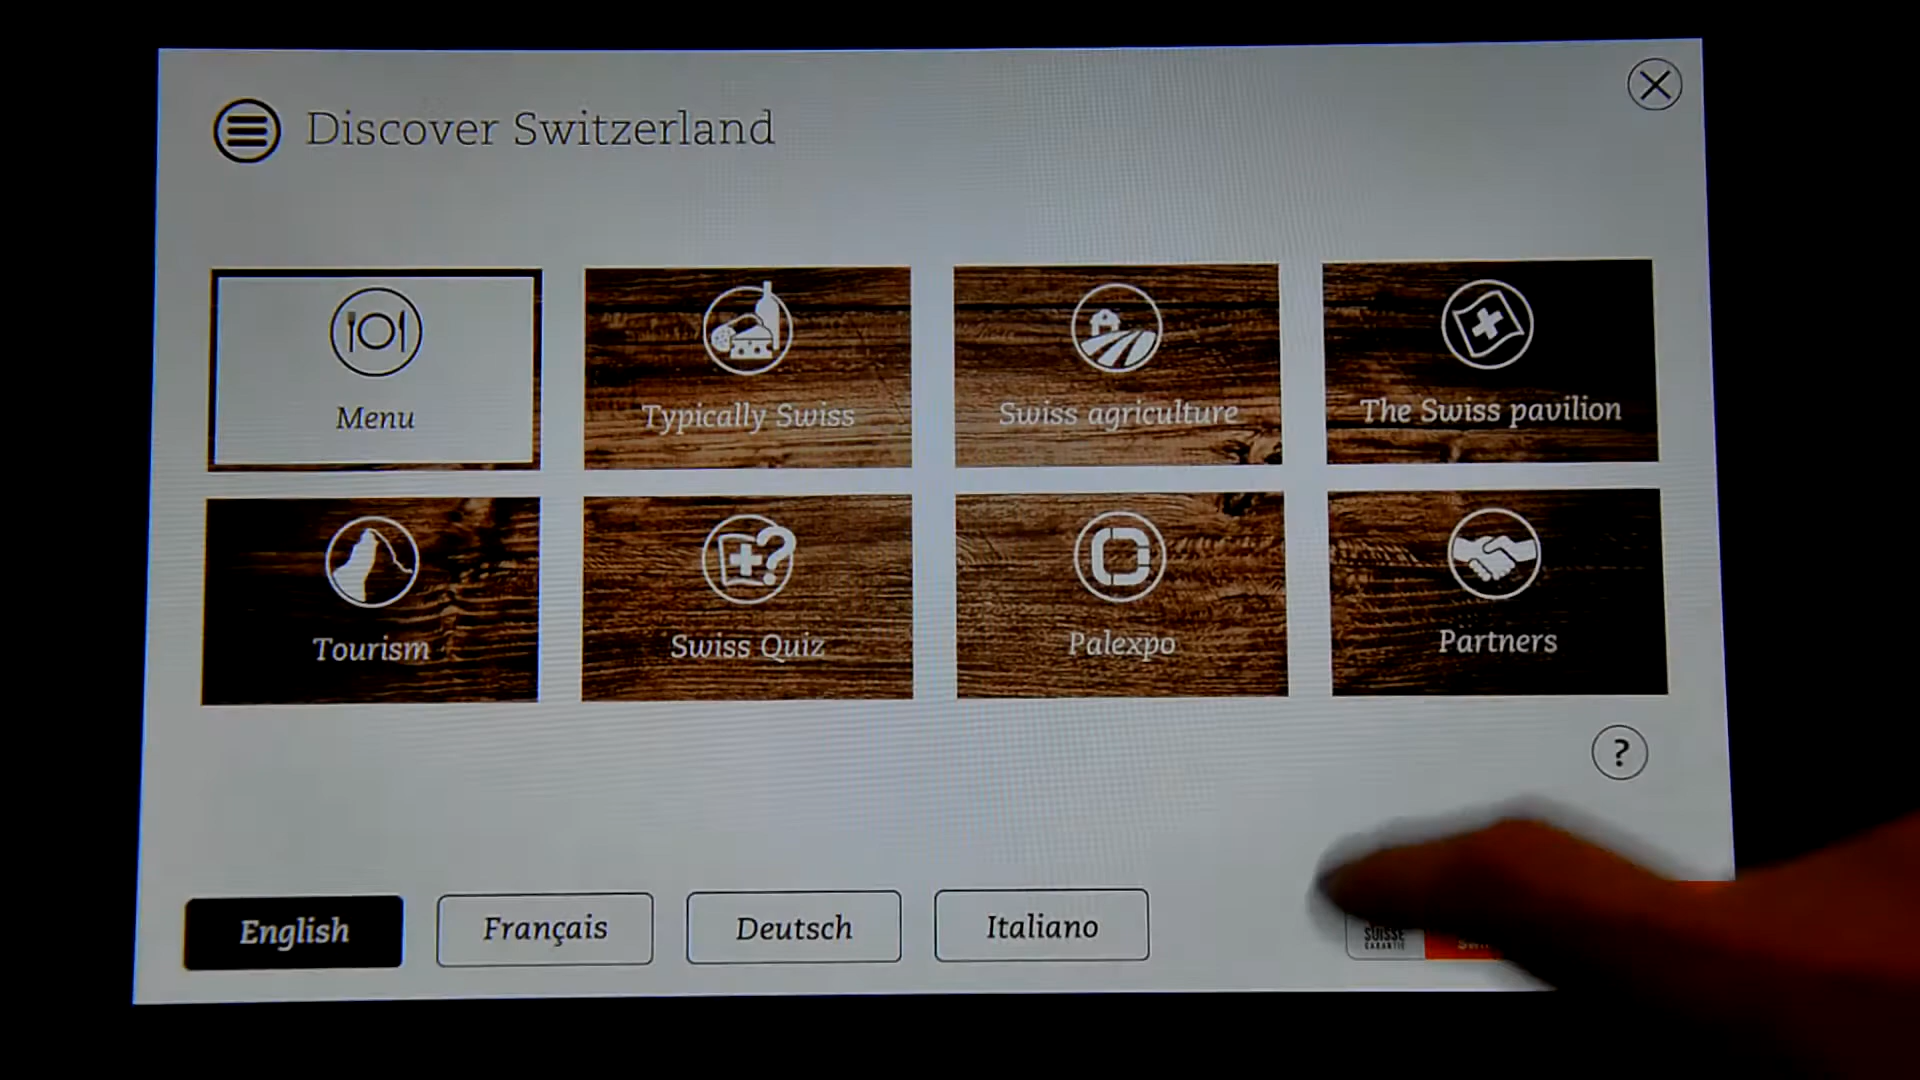 Discover Switzerland
Menu
Typically Swiss
Swiss agriculture
The Swiss pavilion
Tourism
Swiss Quiz
Palexpo
Partners
?
English
Français
Deutsch
Italiano
SUISSE
GARANTIE